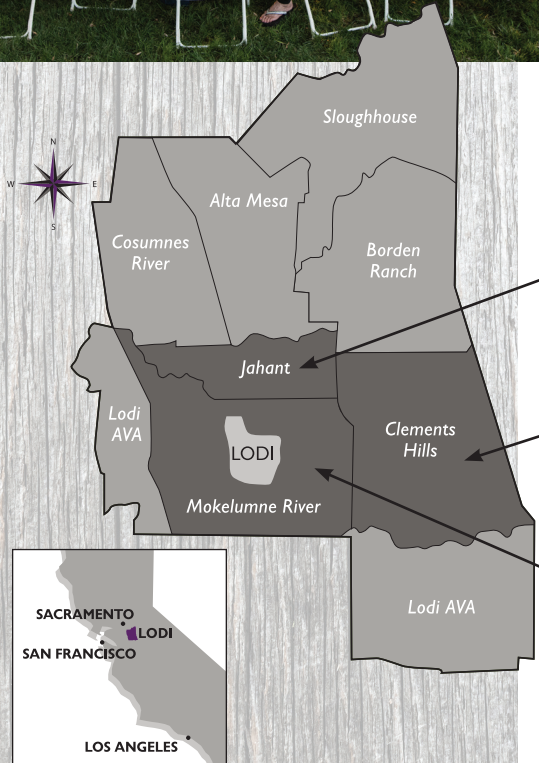 Sloughhouse
N
W E
S
Alta Mesa
Cosumnes
River
Borden
Ranch
Jahant
Lodi
AVA
LODI
Clements
Hills
Mokelumne River
Lodi AVA
SACRAMENTO
LODI
SAN FRANCISCO
LOS ANGELES